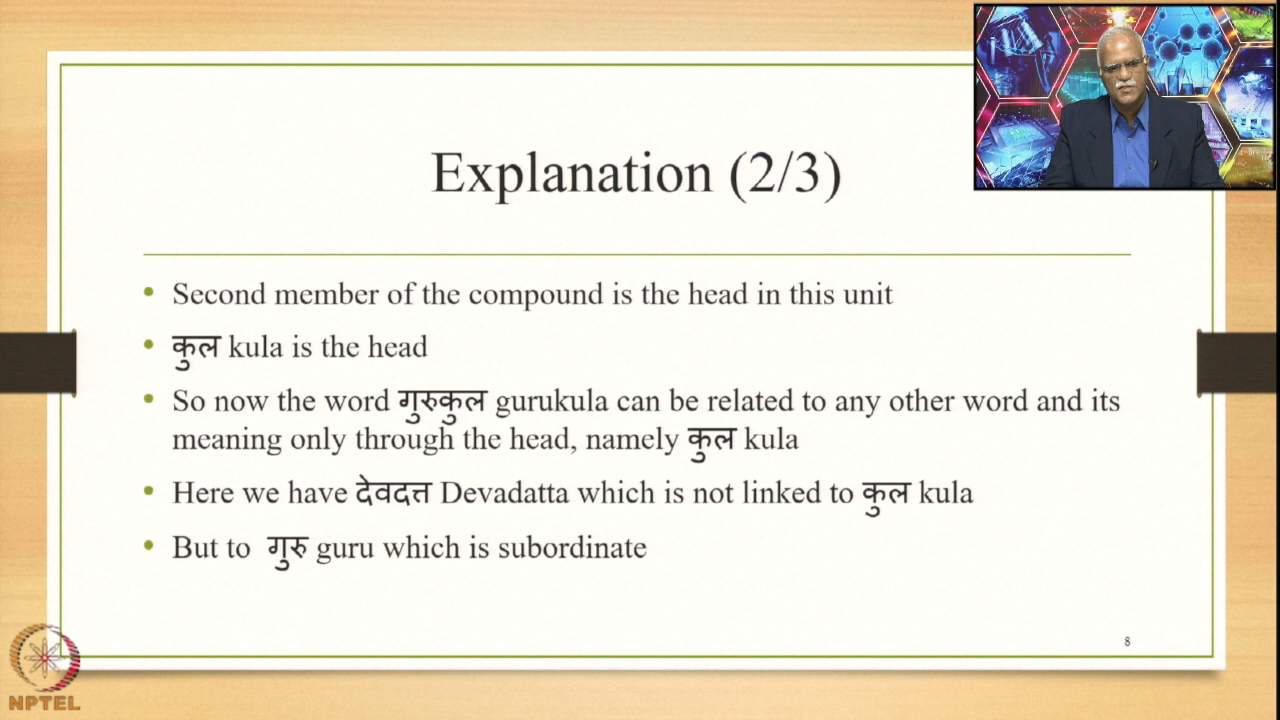 Explanation (2/3)
Second member of the compound is the head in this unit
कुल kula is the head
So now the word गुरुकुल gurukula can be related to any other word and its
meaning only through the head, namely कुल kula
Here we have देवदत्त Devadatta which is not linked to कुल kula
But to गुरु guru which is subordinate
8
NPTEL